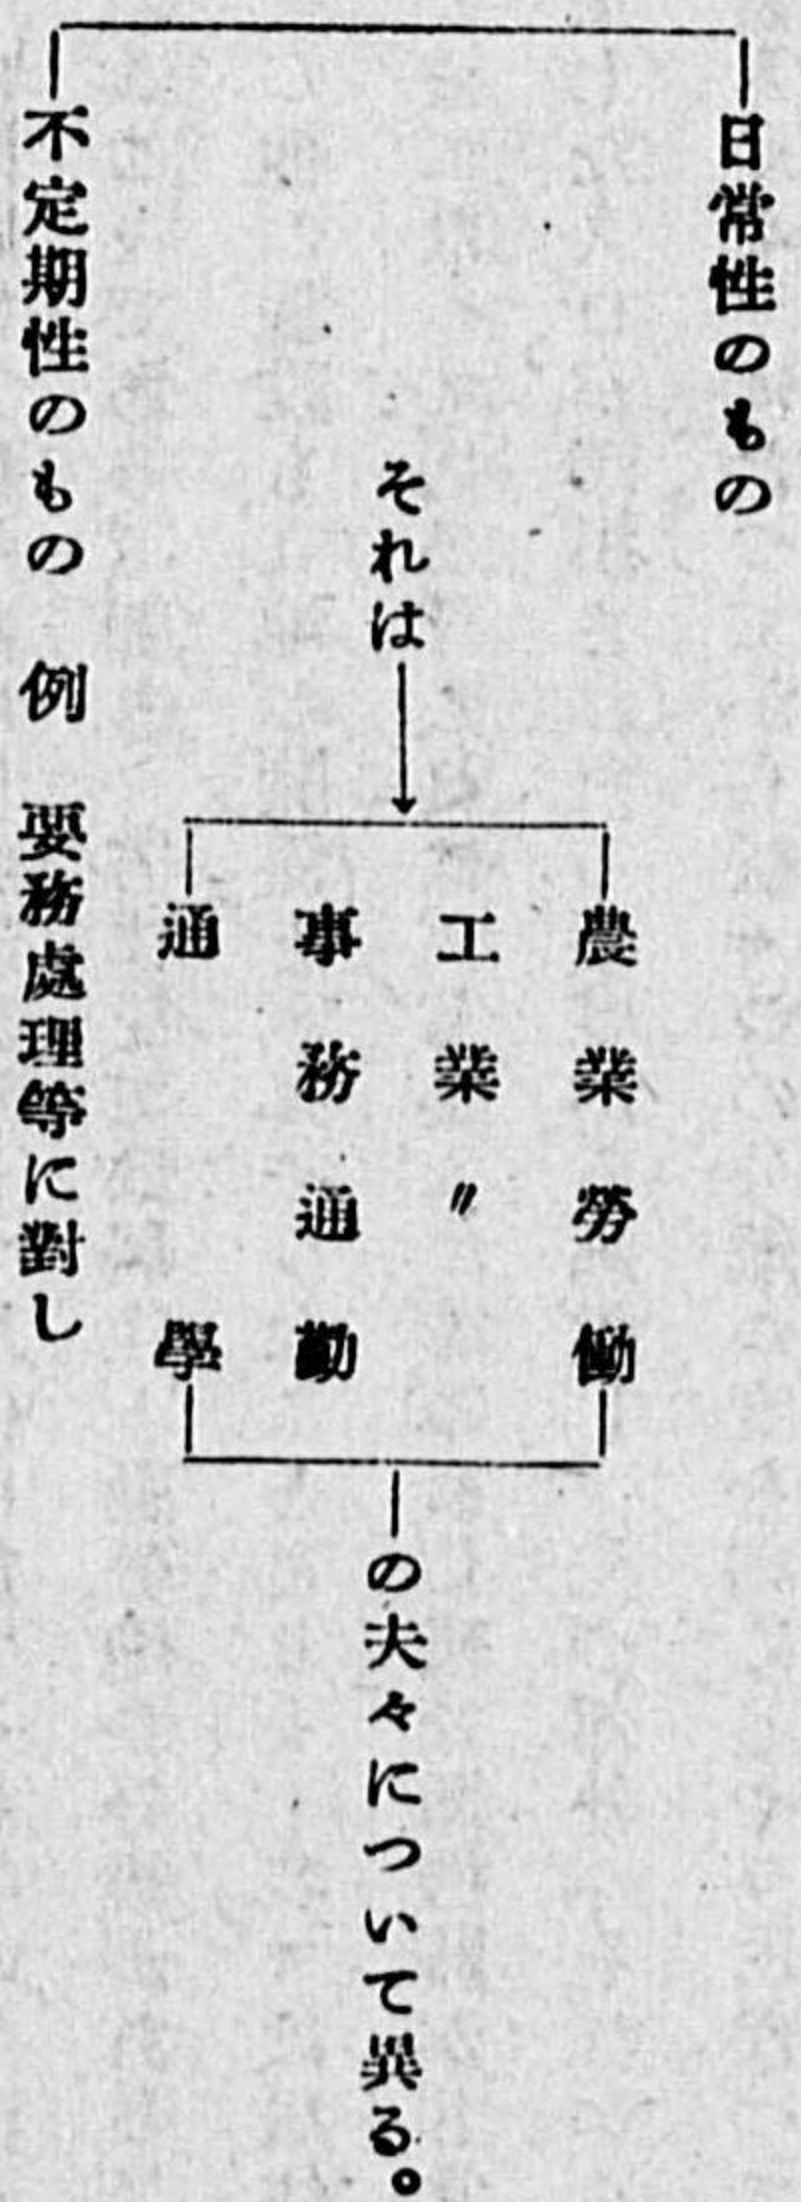 日常性のもの
それは
農業勞働
工業〃
事務通勤
通學
の夫々について異る。
不定期性のもの 例 要務處理等に對し